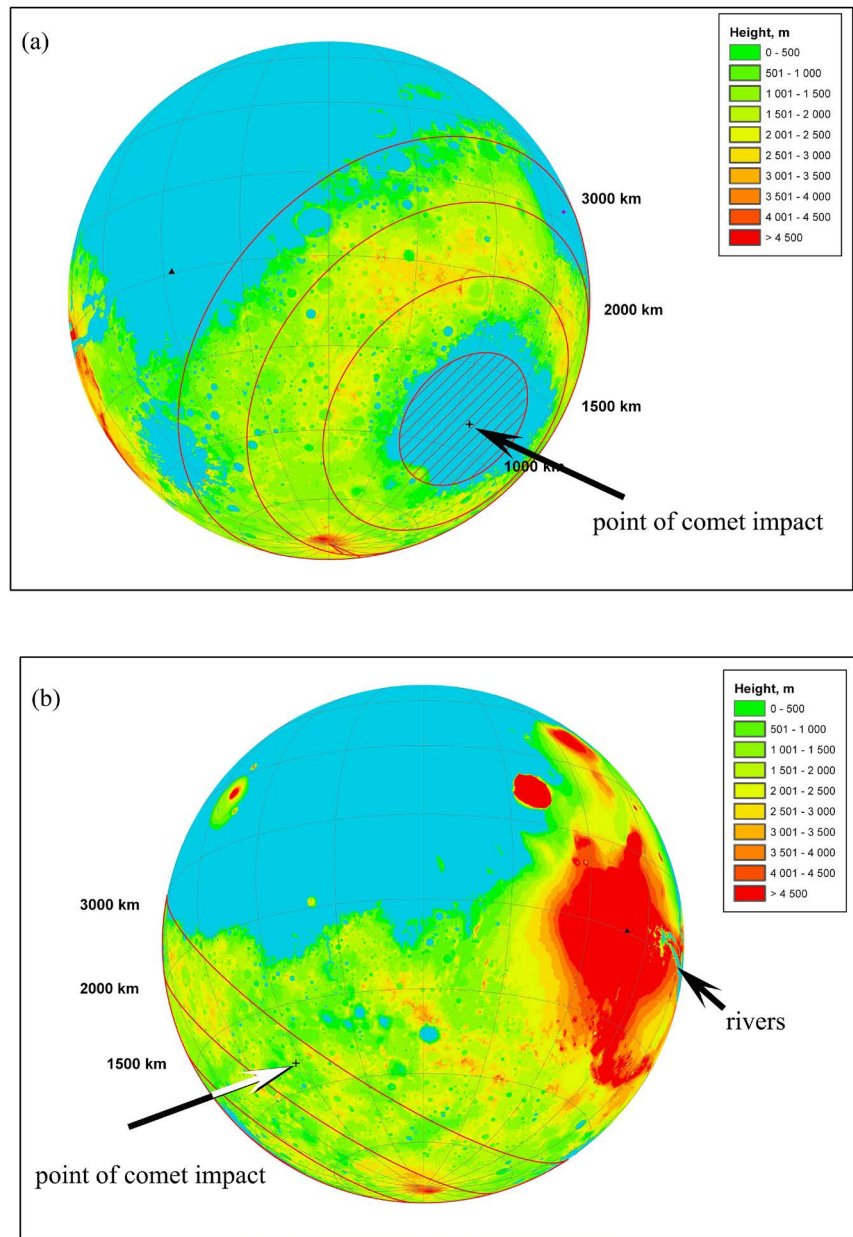 (a)
Height, m
0 - 500
501 - 1 000
1 001 - 1 500
1 501 - 2 000
2 001 - 2 500
2 501 - 3 000
3 001 - 3 500
3 501 - 4 000
4 001 - 4 500
> 4 500
3000 km
2000 km
1500 km
1000 km
point of comet impact
(b)
Height, m
0 - 500
501 - 1 000
1 001 - 1 500
1 501 - 2 000
2 001 - 2 500
2 501 - 3 000
3 001 - 3 500
3 501 - 4 000
4 001 - 4 500
> 4 500
3000 km
2000 km
rivers
1500 km
point of comet impact